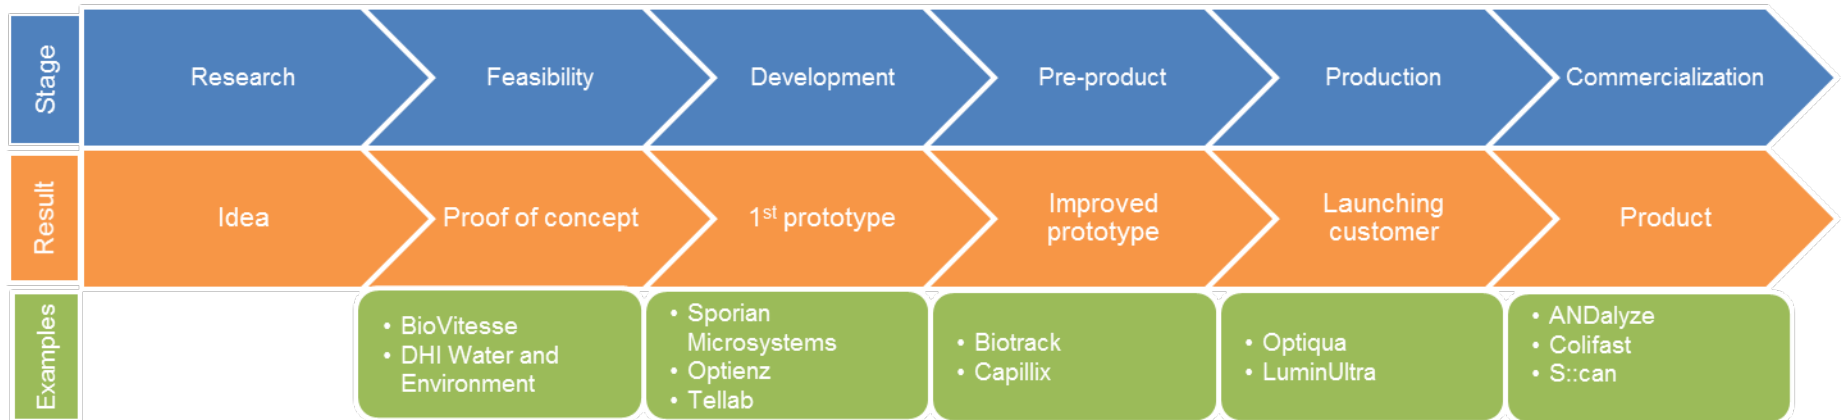 Stage
Research
Feasibility
Development
Pre-product
Production
Commercialization
Result
Idea
Proof of concept
1st prototype
Improved
prototype
Launching
customer
Product
Examples
• BioVitesse
• DHI Water and
Environment
• Sporian
Microsystems
• Optienz
• Tellab
• Biotrack
• Capillix
• Optiqua
• LuminUltra
• ANDalyze
• Colifast
• S::can